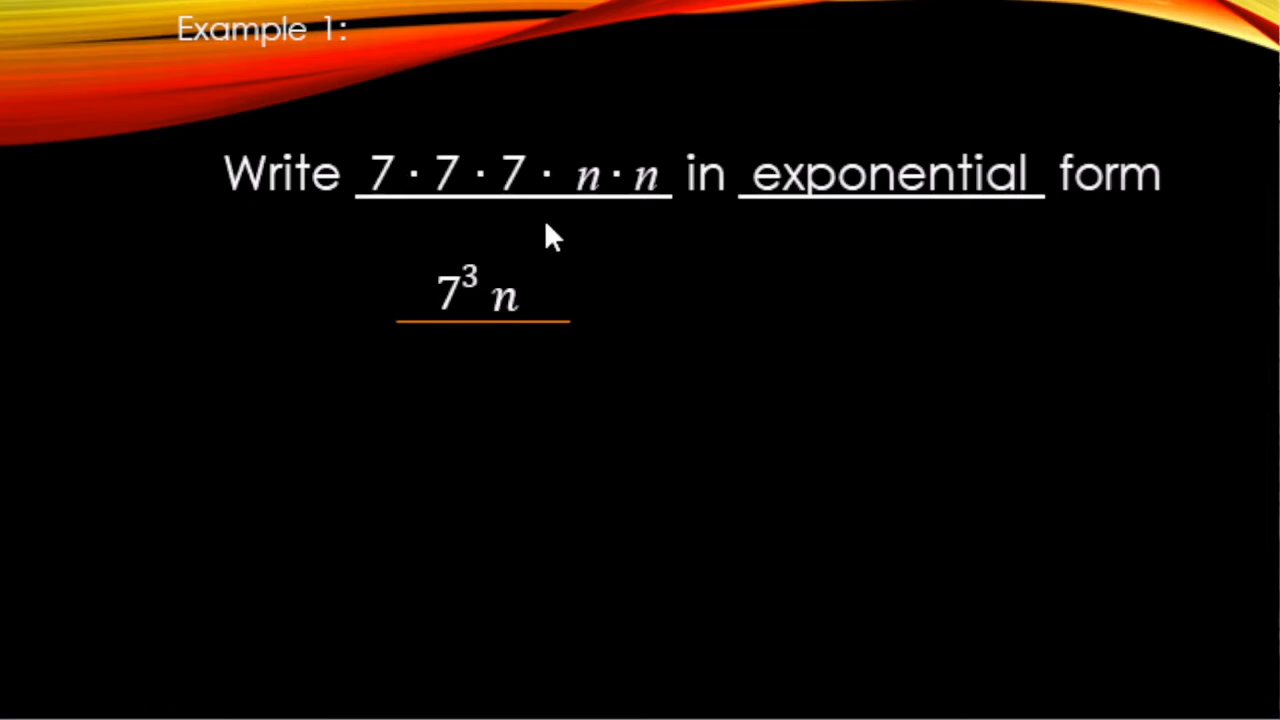 Example 1:
Write 7 · 7 · 7 · n · n in exponential form
7³ n